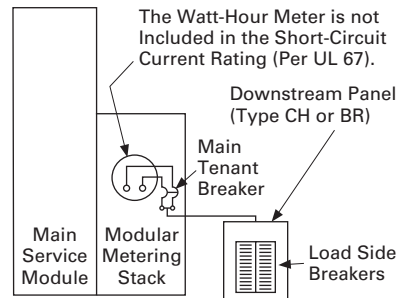 The Watt-Hour Meter is not
Included in the Short-Circuit
Current Rating (Per UL 67).
Downstream Panel
(Type CH or BR)
Main
Tenant
Breaker
Main
Service
Module
Modular
Metering
Stack
Load Side
Breakers